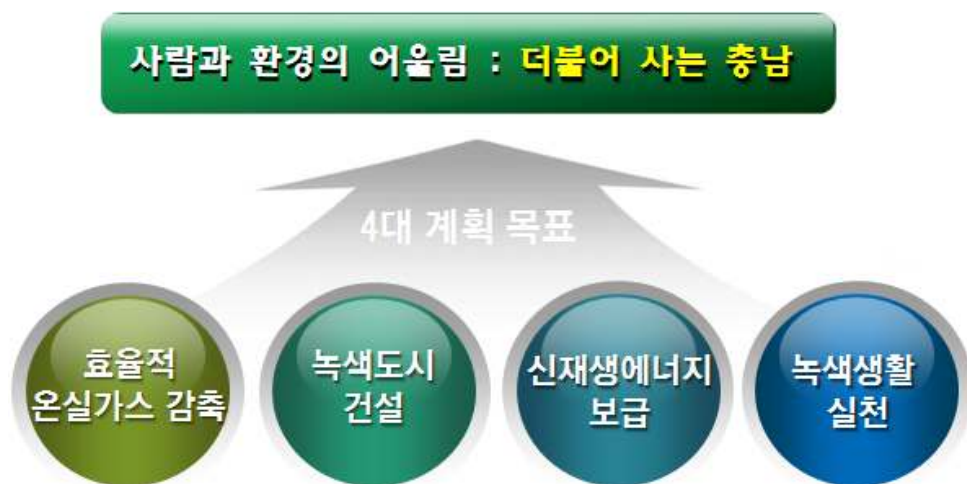 사람과 환경의 어울림 : 더불어 사는 충남
4대 계획 목표
효율적
온실가스 감축
녹색도시
건설
신재생에너지
보급
녹색생활
실천